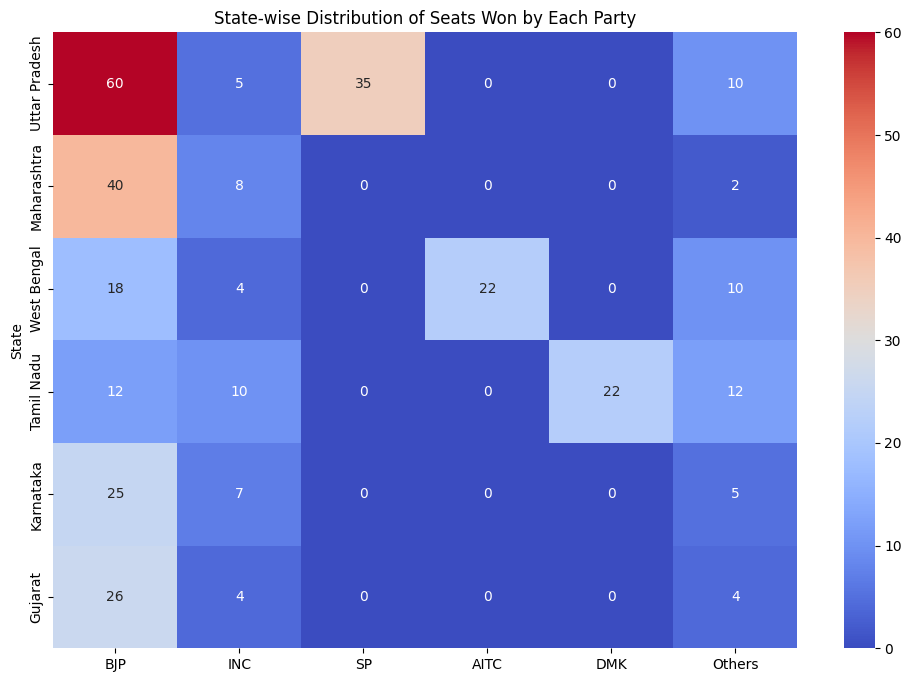 State-wise Distribution of Seats Won by Each Party
State
Uttar Pradesh 60 5 35 0 0 10
Maharashtra 40 8 0 0 0 2
West Bengal 18 4 0 22 0 10
Tamil Nadu 12 10 0 0 22 12
Karnataka 25 7 0 0 0 5
Gujarat 26 4 0 0 0 4
BJP INC SP AITC DMK Others
60
50
40
30
20
10
0